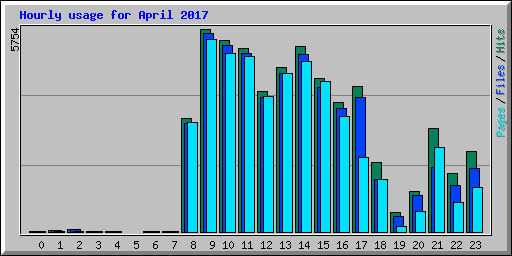 Hourly usage for April 2017
5754
Pages / Files / Hits
0 1 2 3 4 5 6 7 8 9 10 11 12 13 14 15 16 17 18 19 20 21 22 23